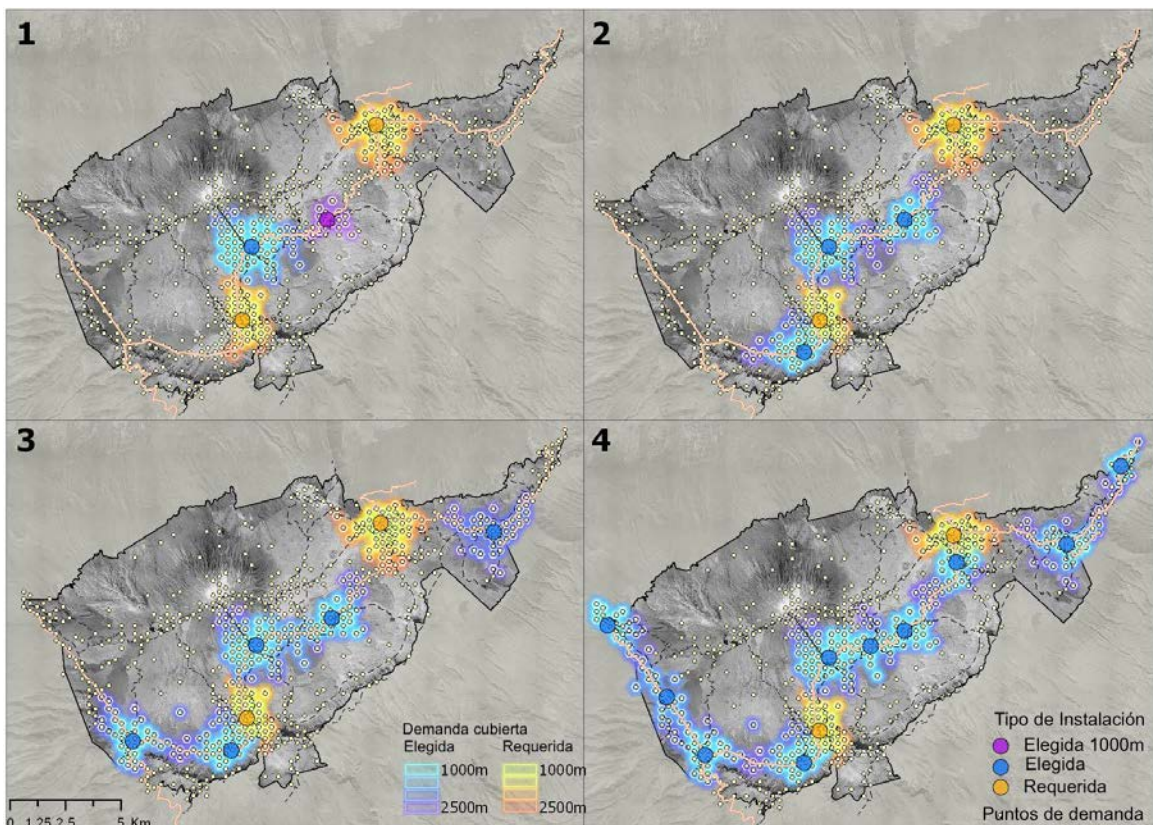 1
2
3
4
Demanda cubierta
Elegida Requerida
1000m 1000m
2500m 2500m
0 1.25 2.5 5 Km
Tipo de Instalación
Elegida 1000m
Elegida
Requerida
Puntos de demanda